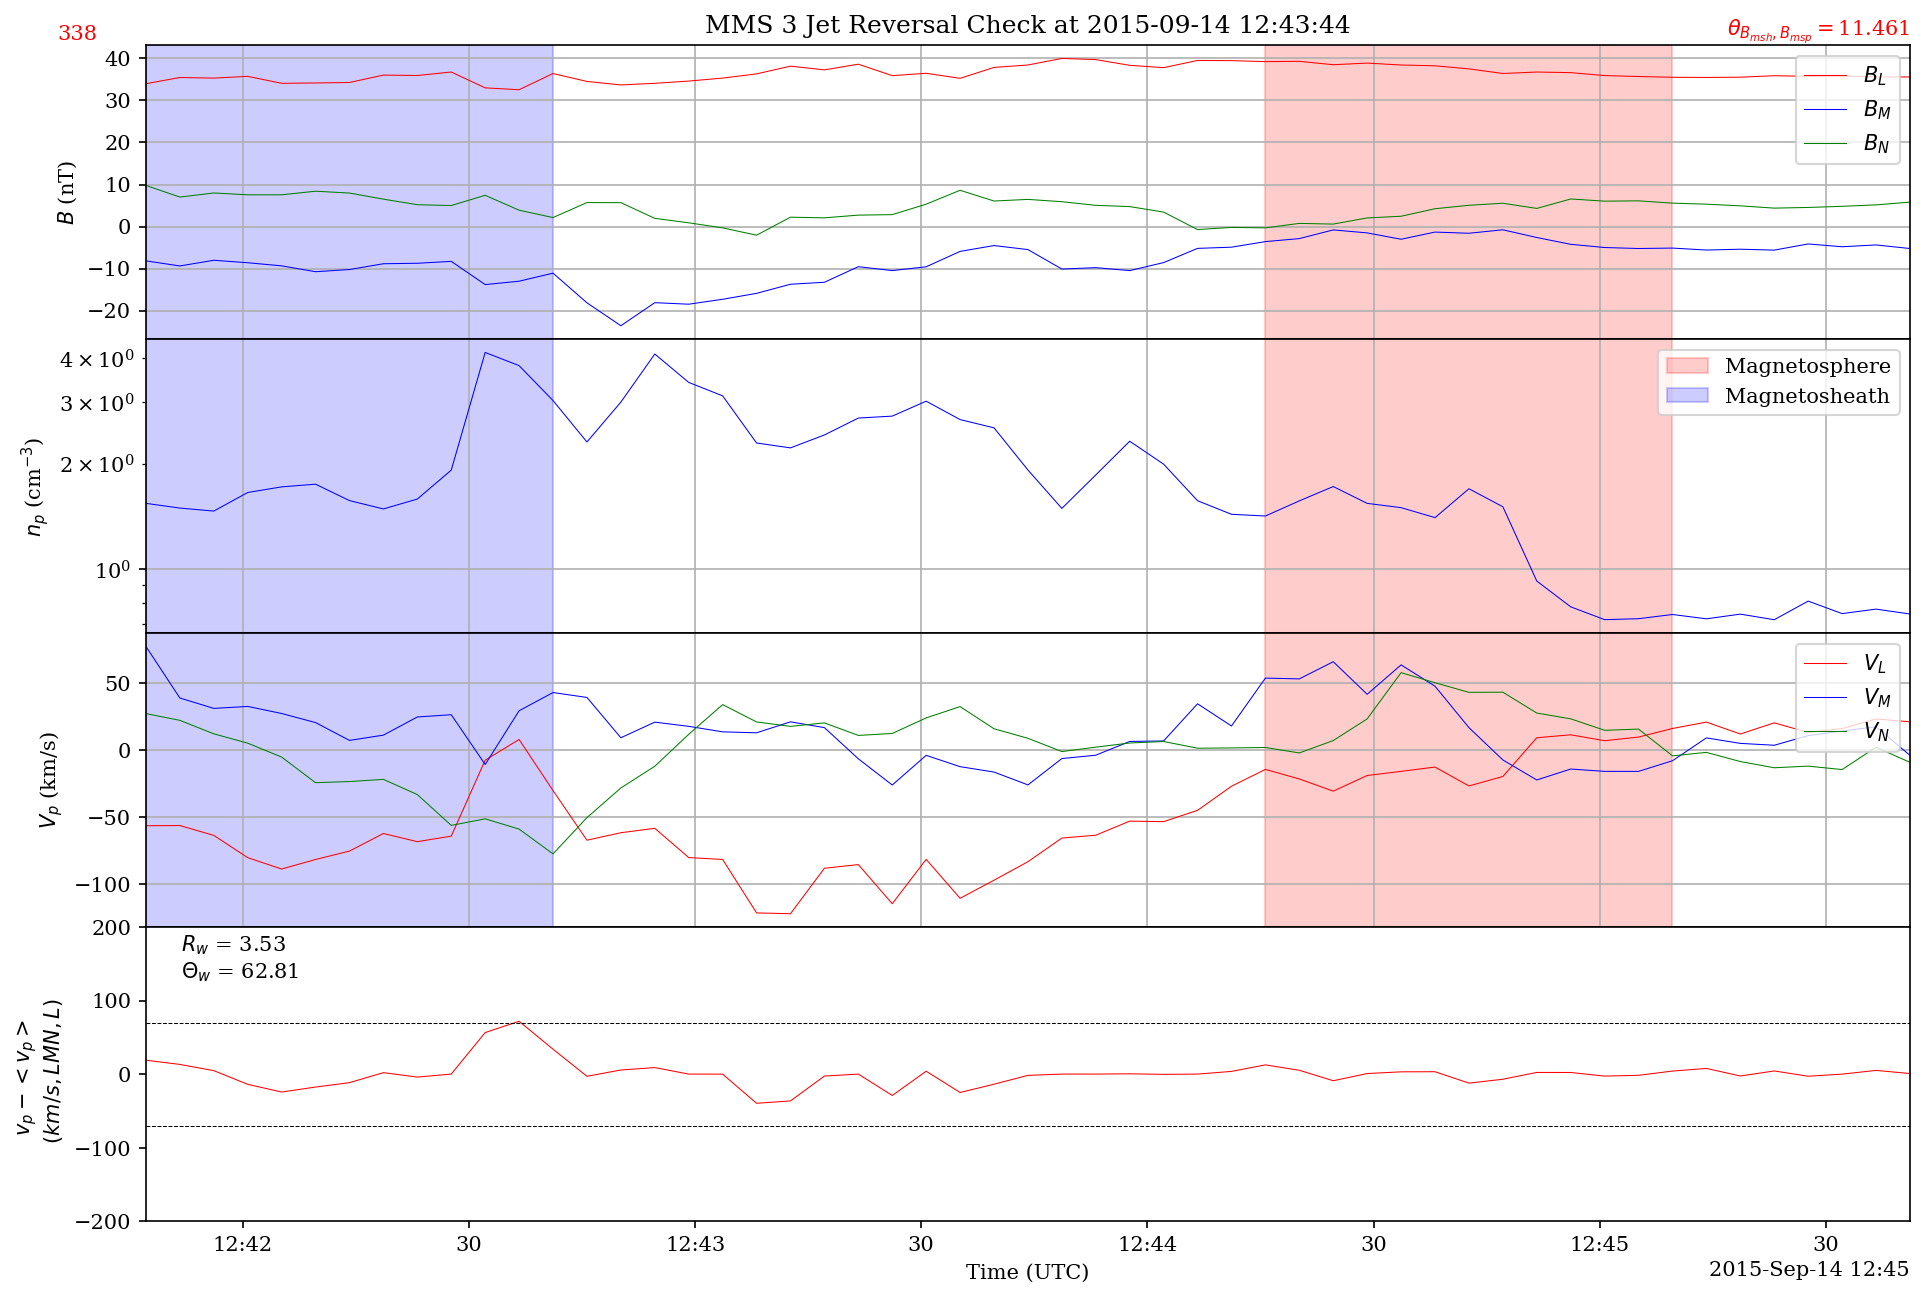 338
MMS 3 Jet Reversal Check at 2015-09-14 12:43:44
θ_{B_{msh}, B_{msp}} = 11.461
40
30
20
10
0
−10
−20
B (nT)
B_L
B_M
B_N
4 × 10^0
3 × 10^0
2 × 10^0
10^0
n_p (cm^{−3})
Magnetosphere
Magnetosheath
50
0
−50
−100
V_p (km/s)
V_L
V_M
V_N
200
100
0
−100
−200
v_p − < v_p >
(km/s, LMN, L)
R_w = 3.53
Θ_w = 62.81
12:42 30 12:43 30 12:44 30 12:45 30
Time (UTC)
2015-Sep-14 12:45